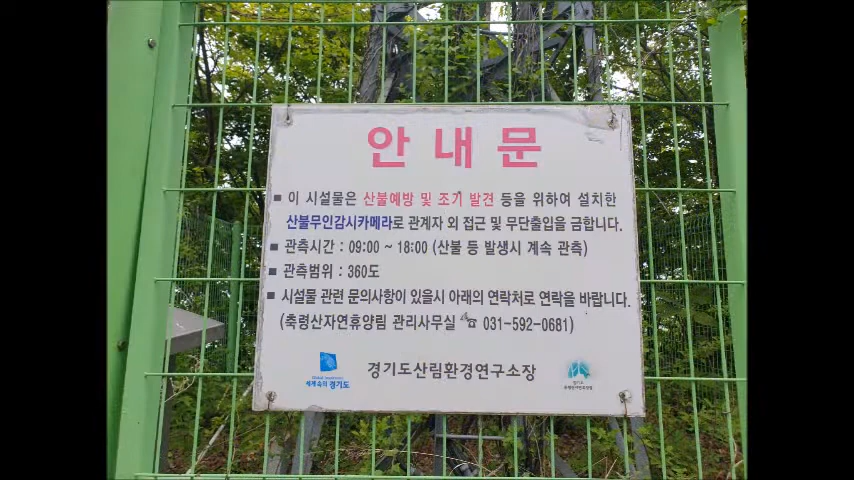 안내문
■ 이 시설물은 산불예방 및 조기 발견 등을 위하여 설치한
산불무인감시카메라로 관계자 외 접근 및 무단출입을 금합니다.
■ 관측시간 : 09:00 ~ 18:00 (산불 등 발생시 계속 관측)
■ 관측범위 : 360도
■ 시설물 관련 문의사항이 있을시 아래의 연락처로 연락을 바랍니다.
(축령산자연휴양림 관리사무실 ☎ 031-592-0681)
세계속의 경기도
경기도산림환경연구소장
경기도